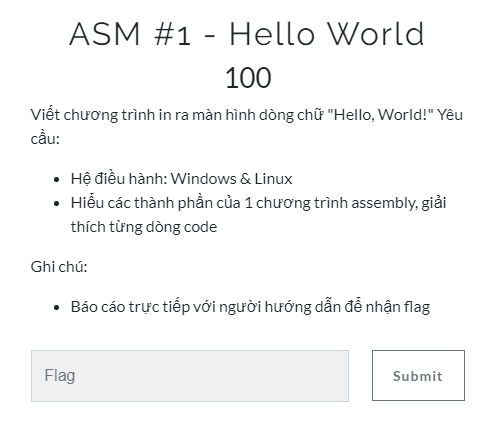 ASM #1 - Hello World
100
Viết chương trình in ra màn hình dòng chữ "Hello, World!" Yêu
cầu:
• Hệ điều hành: Windows & Linux
• Hiểu các thành phần của 1 chương trình assembly, giải
thích từng dòng code
Ghi chú:
• Báo cáo trực tiếp với người hướng dẫn để nhận flag
Flag
Submit